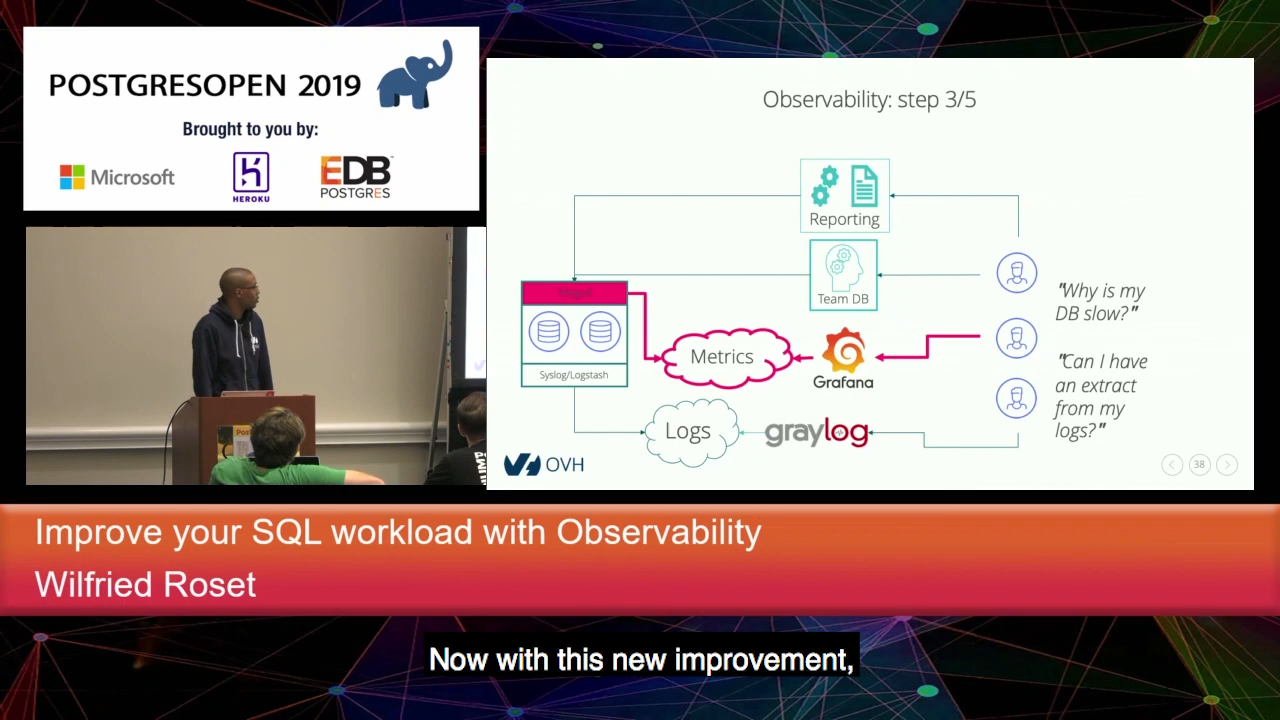 POSTGRESOPEN 2019
Brought to you by:
Microsoft
HEROKU
EDB
POSTGRES
Observability: step 3/5
Reporting
Team DB
"Why is my
DB slow?"
Metrics
Grafana
Syslog/Logstash
"Can I have
an extract
from my
logs?"
Logs
graylog
OVH
38
Improve your SQL workload with Observability
Wilfried Roset
Now with this new improvement,